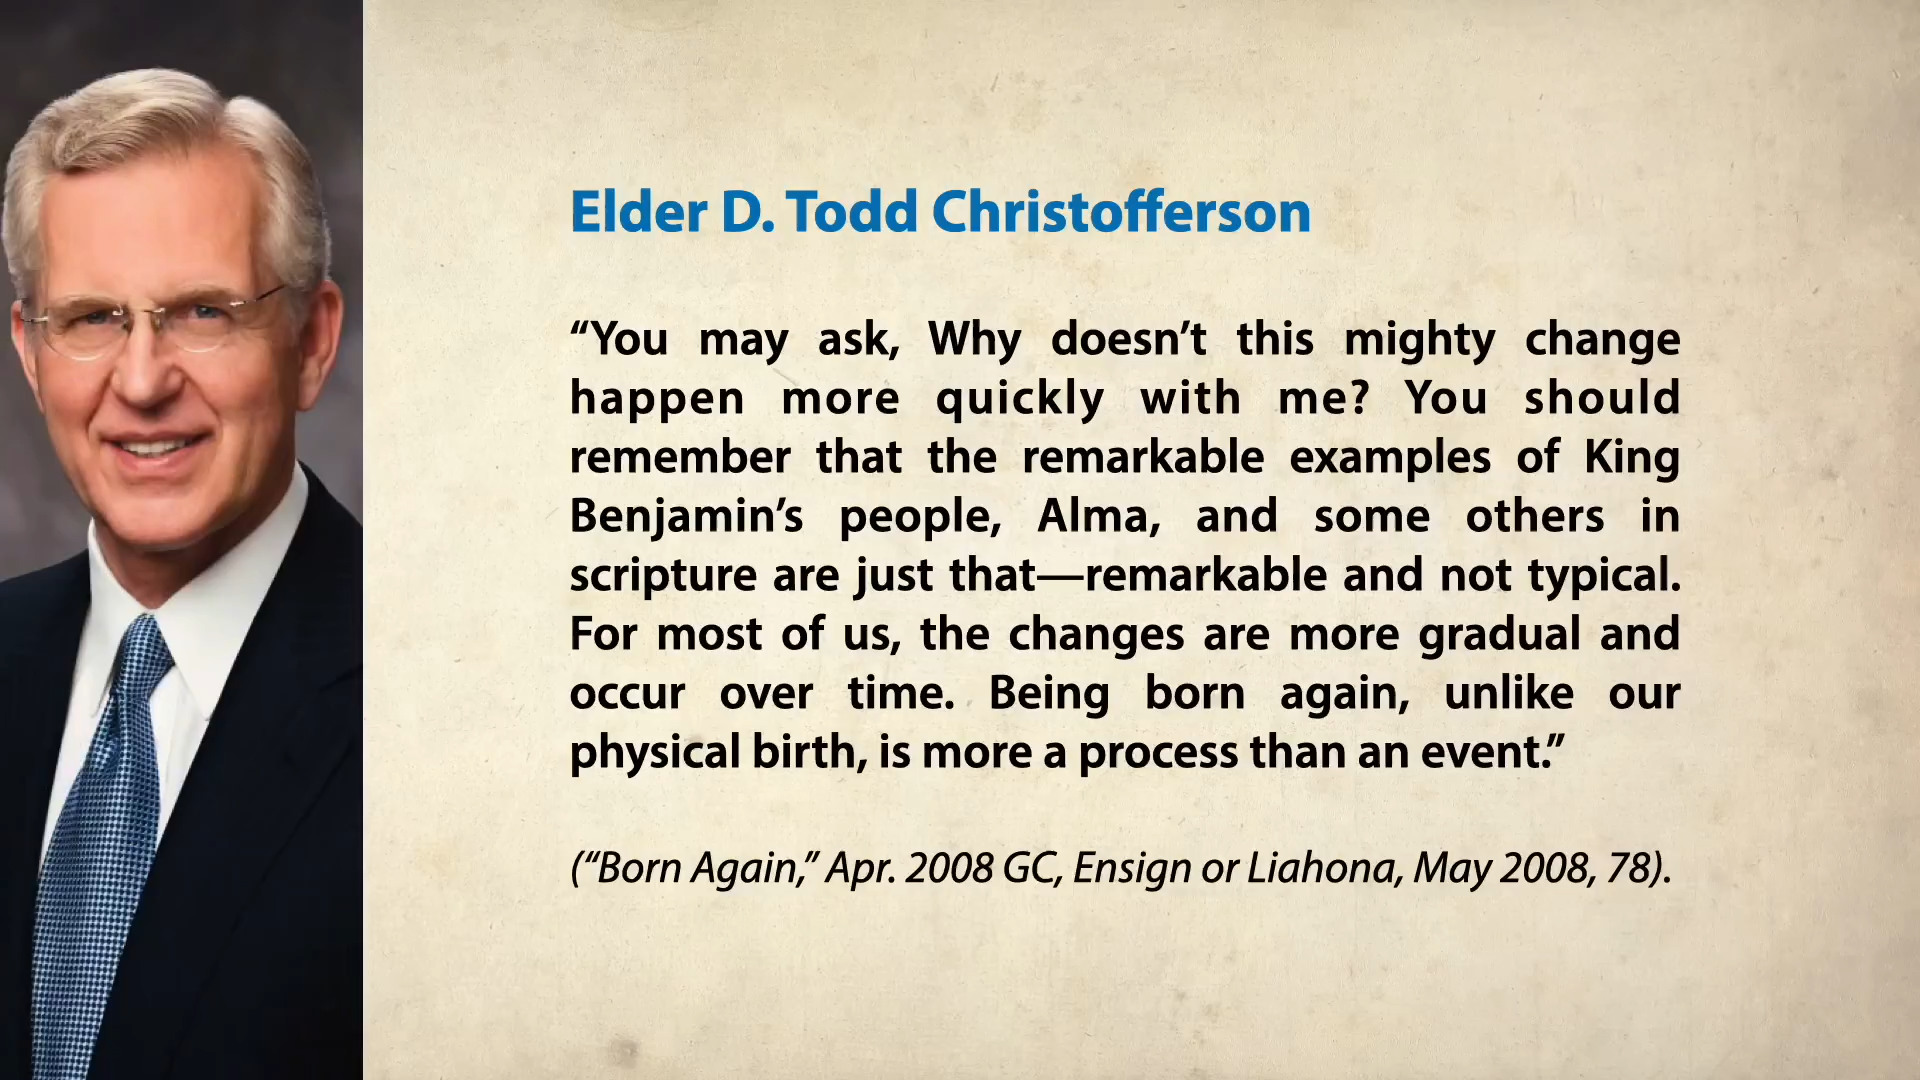 Elder D. Todd Christofferson
“You may ask, Why doesn’t this mighty change
happen more quickly with me? You should
remember that the remarkable examples of King
Benjamin’s people, Alma, and some others in
scripture are just that—remarkable and not typical.
For most of us, the changes are more gradual and
occur over time. Being born again, unlike our
physical birth, is more a process than an event.”
(“Born Again,” Apr. 2008 GC, Ensign or Liahona, May 2008, 78).